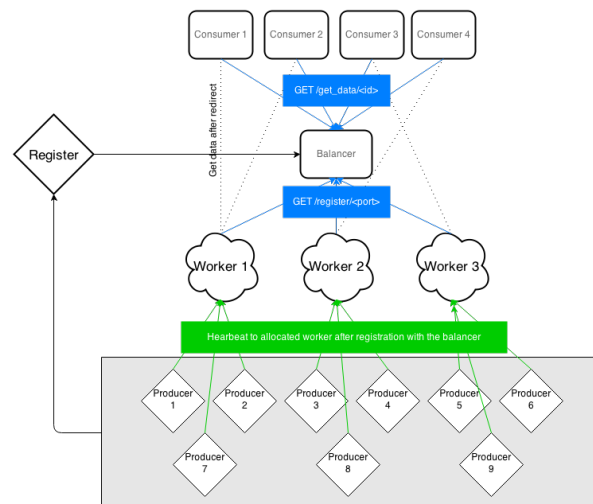 Consumer 1
Consumer 2
Consumer 3
Consumer 4
GET /get_data/<id>
Get data after redirect
Register
Balancer
GET /register/<port>
Worker 1
Worker 2
Worker 3
Hearbeat to allocated worker after registration with the balancer
Producer
1
Producer
2
Producer
3
Producer
4
Producer
5
Producer
6
Producer
7
Producer
8
Producer
9